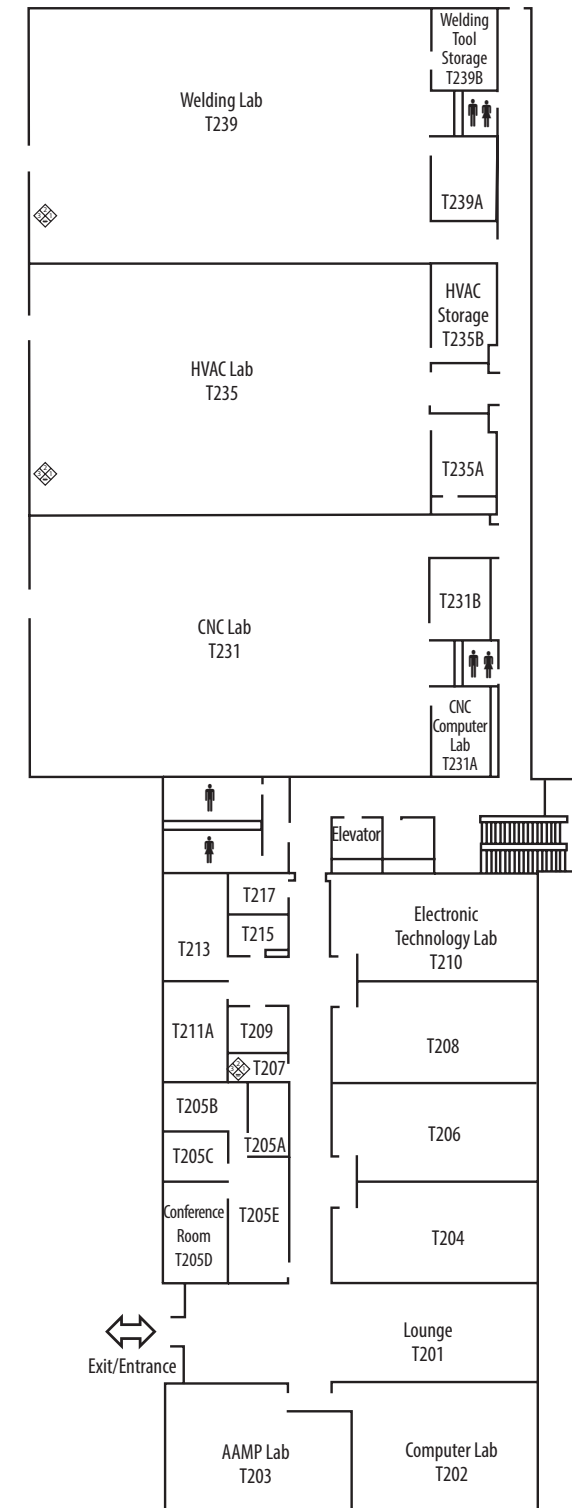 Welding
Tool
Storage
T239B
Welding Lab
T239
T239A
HVAC
Storage
T235B
HVAC Lab
T235
T235A
T231B
CNC Lab
T231
CNC
Computer
Lab
T231A
Elevator
T217
Electronic
Technology Lab
T210
T215
T213
T211A
T209
T208
T207
T205B
T206
T205A
T205C
Conference
Room
T205D
T205E
T204
Lounge
T201
Exit/Entrance
AAMP Lab
T203
Computer Lab
T202